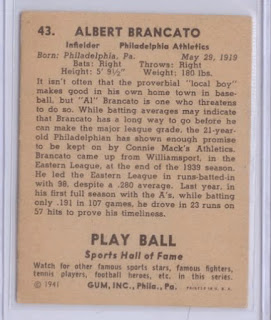 43. ALBERT BRANCATO
Infielder Philadelphia Athletics
Born: Philadelphia, Pa. May 29, 1919
Bats: Right Throws: Right
Height: 5' 9½" Weight: 180 lbs.
It isn't often that the proverbial "local boy"
makes good in his own home town in base-
ball, but "Al" Brancato is one who threatens
to do so. While batting averages may indicate
that Brancato has a long way to go before he
can make the major league grade, the 21-year-
old Philadelphian has shown enough promise
to be kept on by Connie Mack's Athletics.
Brancato came up from Williamsport, in the
Eastern League, at the end of the 1939 season.
He led the Eastern League in runs-batted-in
with 98, despite a .280 average. Last year, in
his first full season with the A's, while batting
only .191 in 107 games, he drove in 23 runs on
57 hits to prove his timeliness.
PLAY BALL
Sports Hall of Fame
Watch for other famous sports stars, famous fighters,
tennis players, football heroes, etc., in this series.
© 1941 GUM, INC., Phila., Pa. PRINTED IN U. S. A.